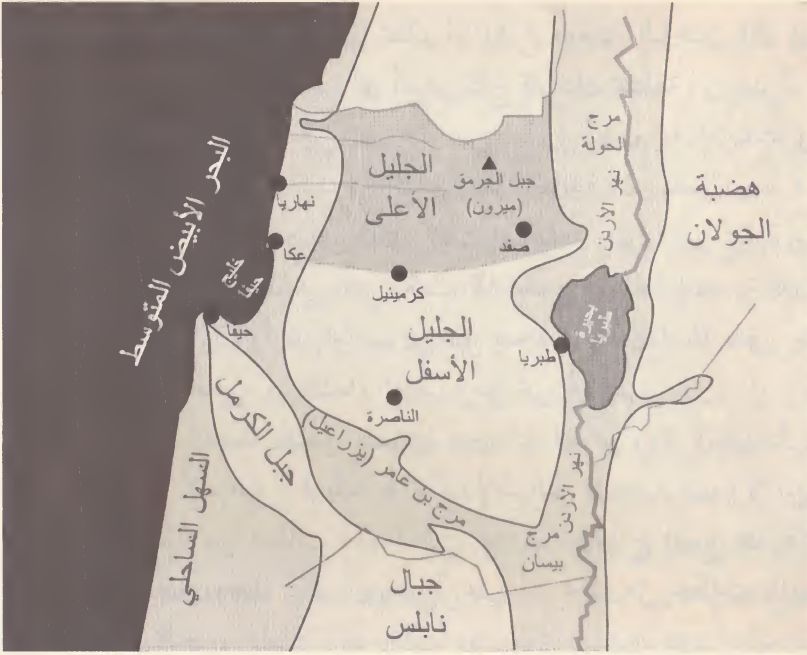 مرج
الحولة
نهر الأردن
هضبة
الجولان
الجليل
الأعلى
جبل الجرمق
(ميرون)
صفد
نهاريا
عكا
البحر الأبيض المتوسط
خليج
حيفا
حيفا
كرميئيل
الجليل
الأسفل
الناصرة
بحيرة
طبريا
طبريا
جبل الكرمل
مرج بن عامر (يزراعيل)
السهل الساحلي
نهر الأردن
مرج
بيسان
جبال
نابلس